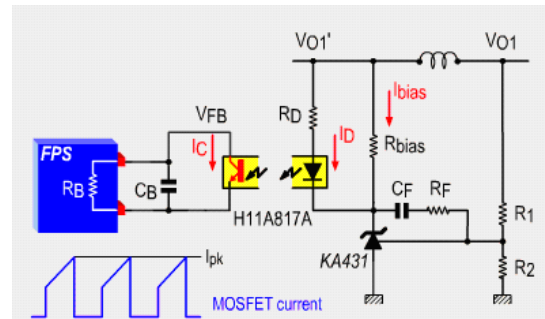 VO1'
VO1
Ibias
RD
ID
Rbias
VFB
FPS
IC
RB
CB
H11A817A
CF
RF
R1
KA431
R2
Ipk
MOSFET current